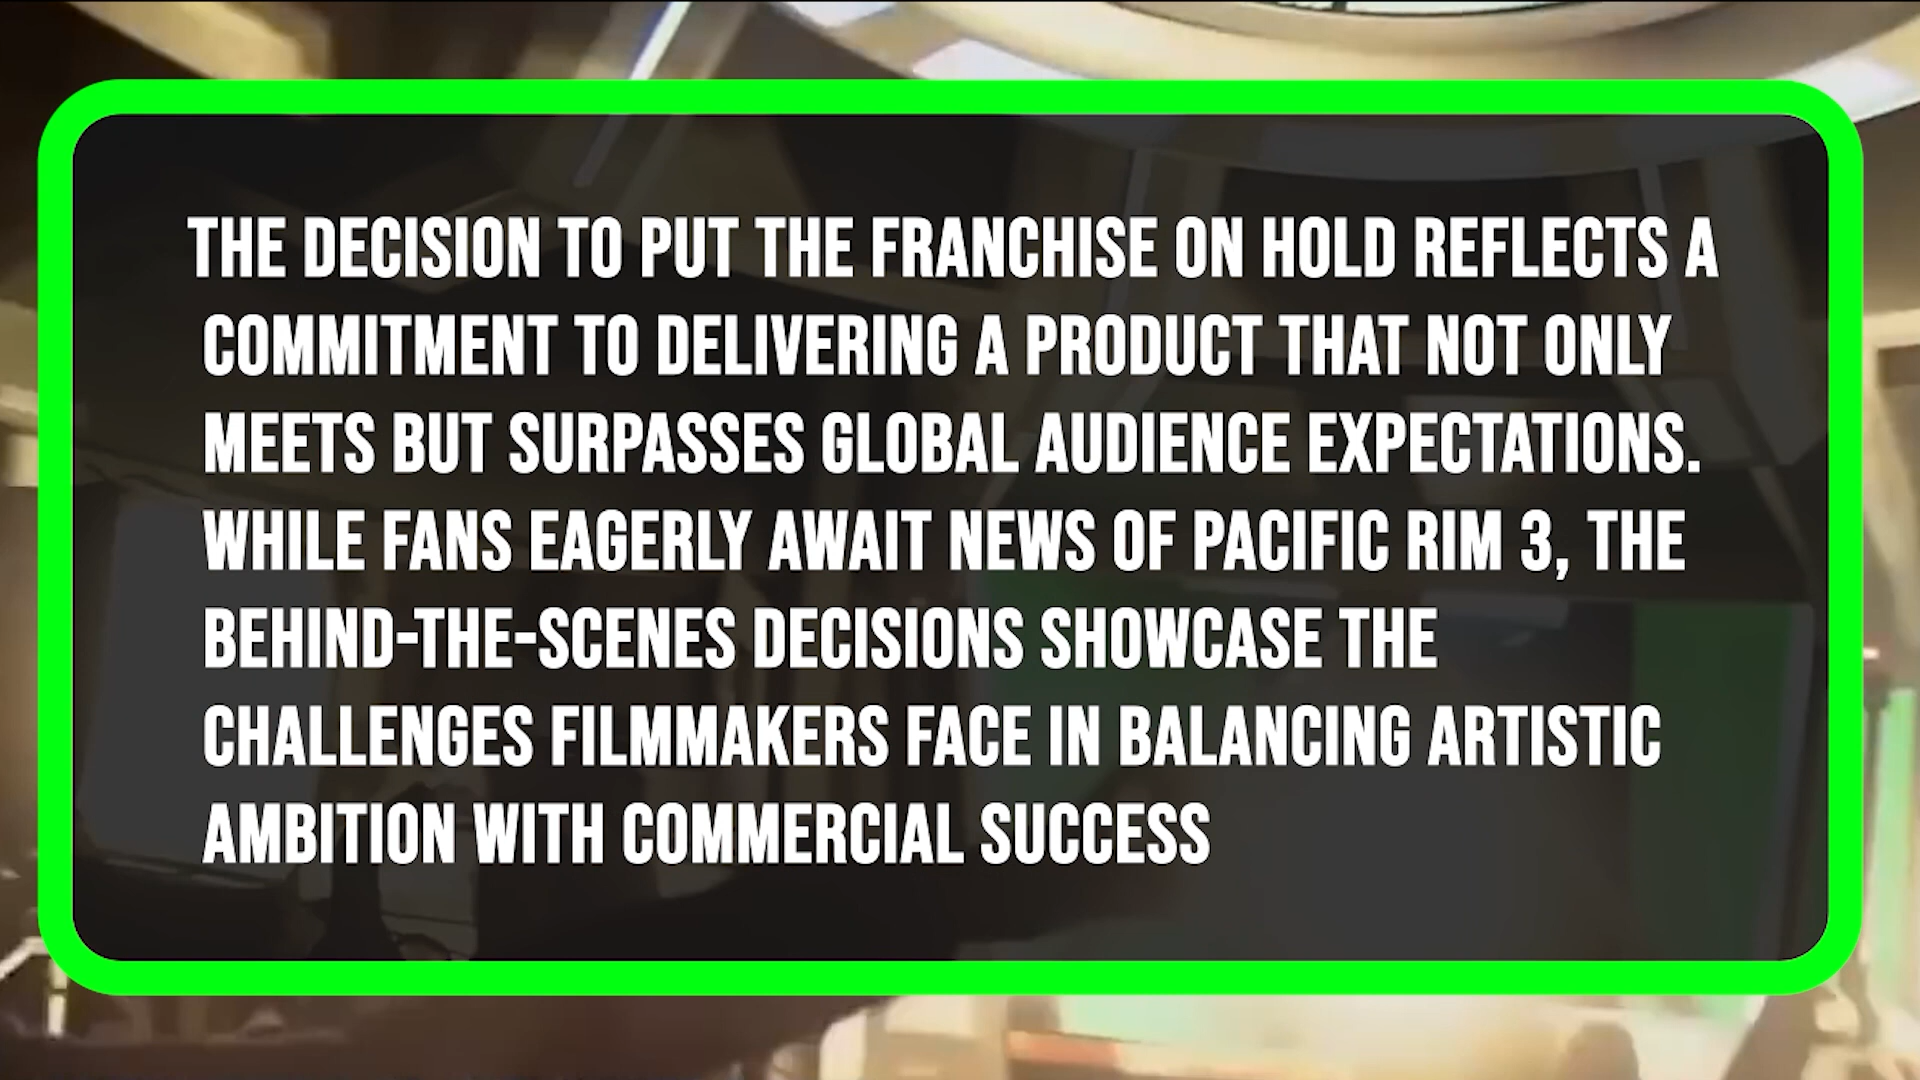 THE DECISION TO PUT THE FRANCHISE ON HOLD REFLECTS A
COMMITMENT TO DELIVERING A PRODUCT THAT NOT ONLY
MEETS BUT SURPASSES GLOBAL AUDIENCE EXPECTATIONS.
WHILE FANS EAGERLY AWAIT NEWS OF PACIFIC RIM 3, THE
BEHIND-THE-SCENES DECISIONS SHOWCASE THE
CHALLENGES FILMMAKERS FACE IN BALANCING ARTISTIC
AMBITION WITH COMMERCIAL SUCCESS